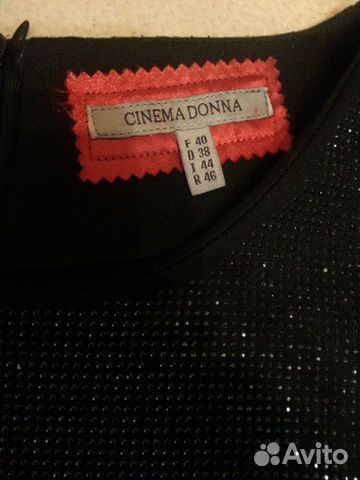 CINEMA DONNA
F 40
D 38
I 44
R 46
Avito